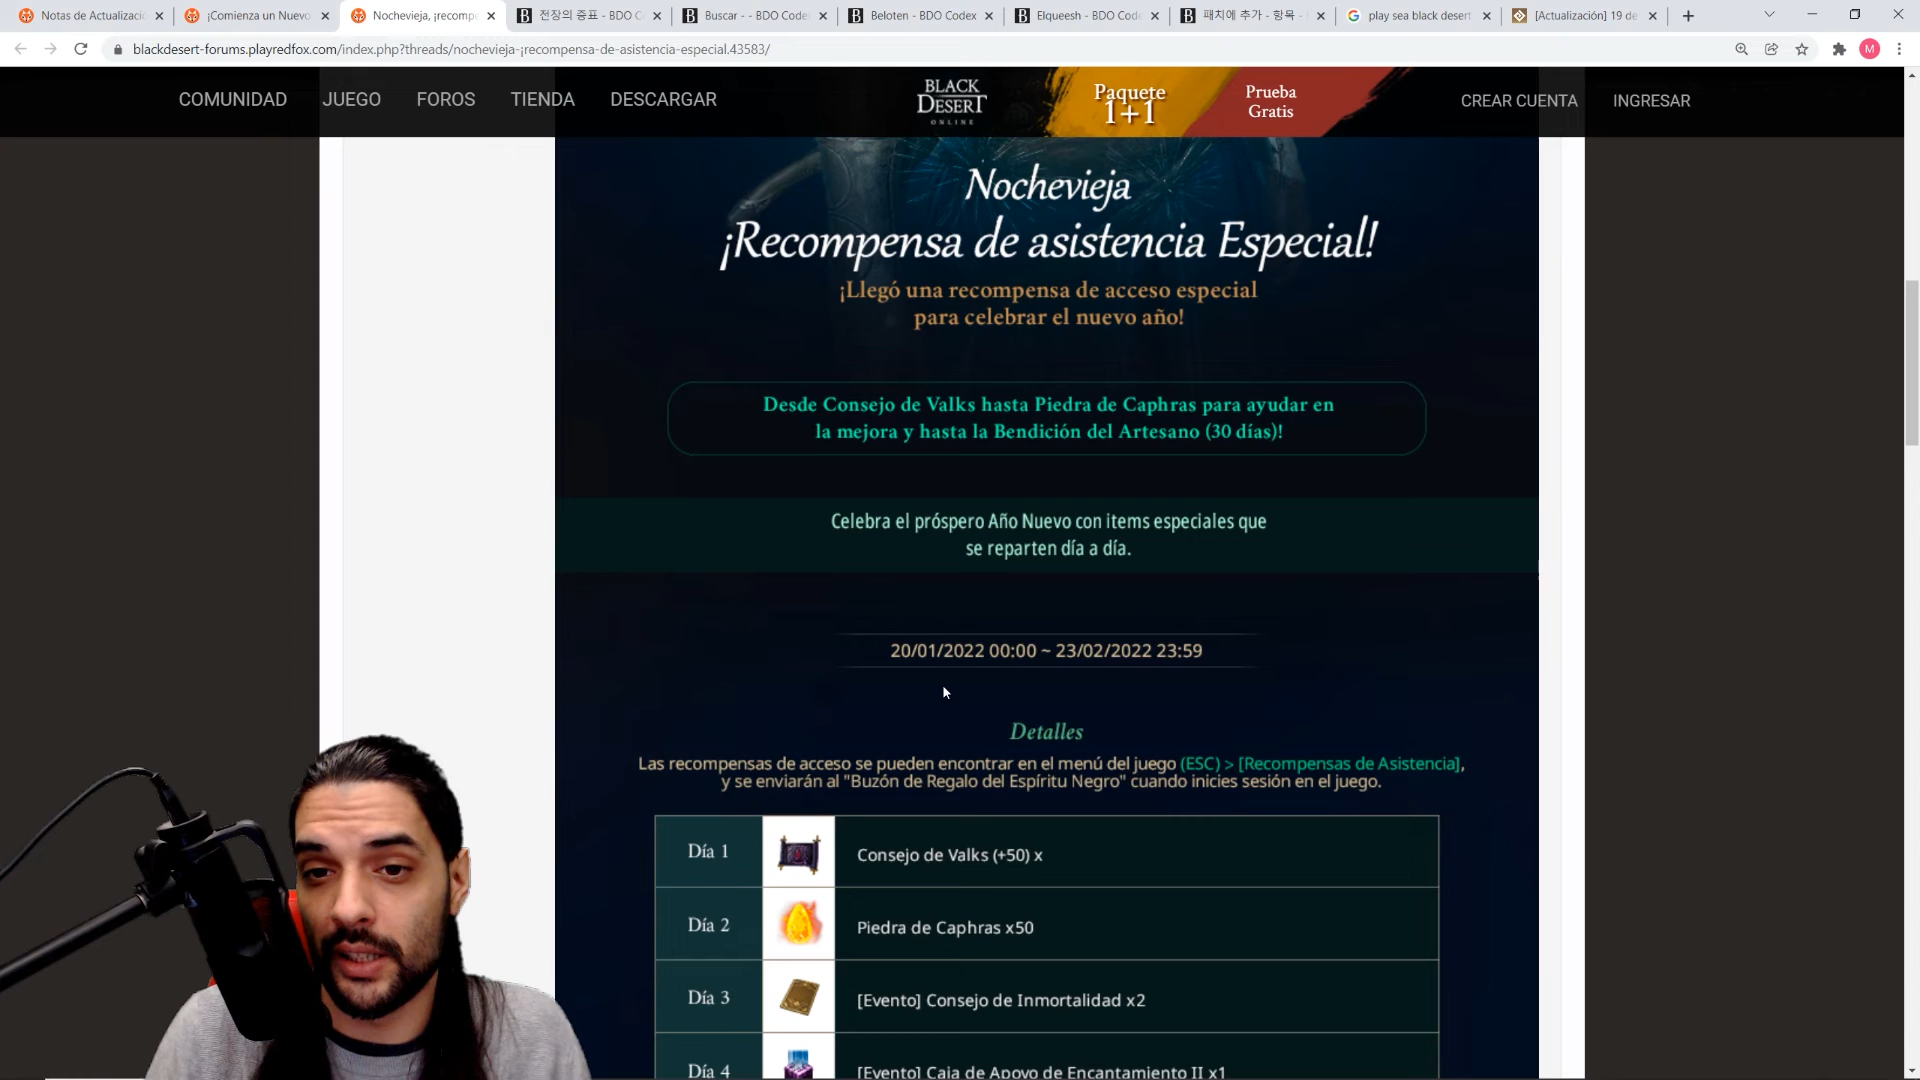 Notas de Actualizació
¡Comienza un Nuevo
Nochevieja, ¡recompe
전장의 증표 - BDO C
Buscar - - BDO Code
Beloten - BDO Codex
Elqueesh - BDO Cod
패치에 추가 - 항목 -
play sea black desert
[Actualización] 19 de
blackdesert-forums.playredfox.com/index.php?threads/nochevieja-¡recompensa-de-asistencia-especial.43583/
M
COMUNIDAD JUEGO FOROS TIENDA DESCARGAR
BLACK
DESERT
ONLINE
Paquete
1+1
Prueba
Gratis
CREAR CUENTA INGRESAR
Nochevieja
¡Recompensa de asistencia Especial!
¡Llegó una recompensa de acceso especial
para celebrar el nuevo año!
Desde Consejo de Valks hasta Piedra de Caphras para ayudar en
la mejora y hasta la Bendición del Artesano (30 días)!
Celebra el próspero Año Nuevo con items especiales que
se reparten día a día.
20/01/2022 00:00 ~ 23/02/2022 23:59
Detalles
Las recompensas de acceso se pueden encontrar en el menú del juego (ESC) > [Recompensas de Asistencia],
y se enviarán al "Buzón de Regalo del Espíritu Negro" cuando inicies sesión en el juego.
Día 1 Consejo de Valks (+50) x
Día 2 Piedra de Caphras x50
Día 3 [Evento] Consejo de Inmortalidad x2
Día 4 [Evento] Caja de Apoyo de Encantamiento II x1